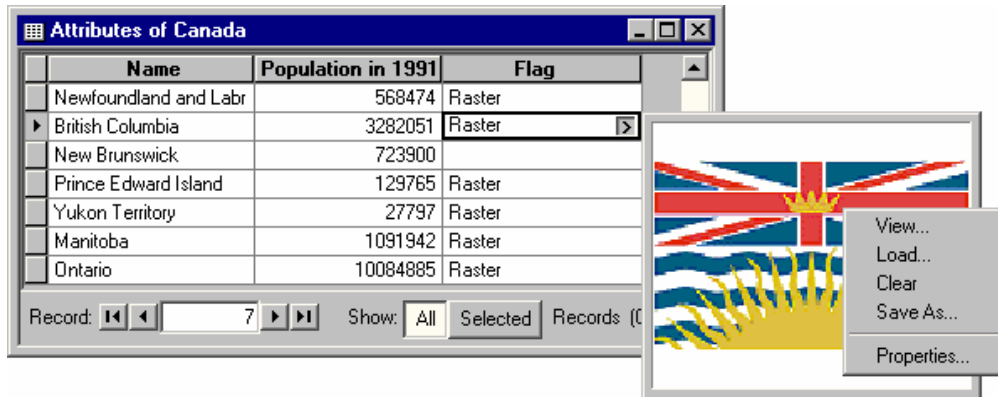 Attributes of Canada
Name Population in 1991 Flag
Newfoundland and Labr 568474 Raster
British Columbia 3282051 Raster
New Brunswick 723900
Prince Edward Island 129765 Raster
Yukon Territory 27797 Raster
Manitoba 1091942 Raster
Ontario 10084885 Raster
Record: 7 Show: All Selected Records (0
View...
Load...
Clear
Save As...
Properties...